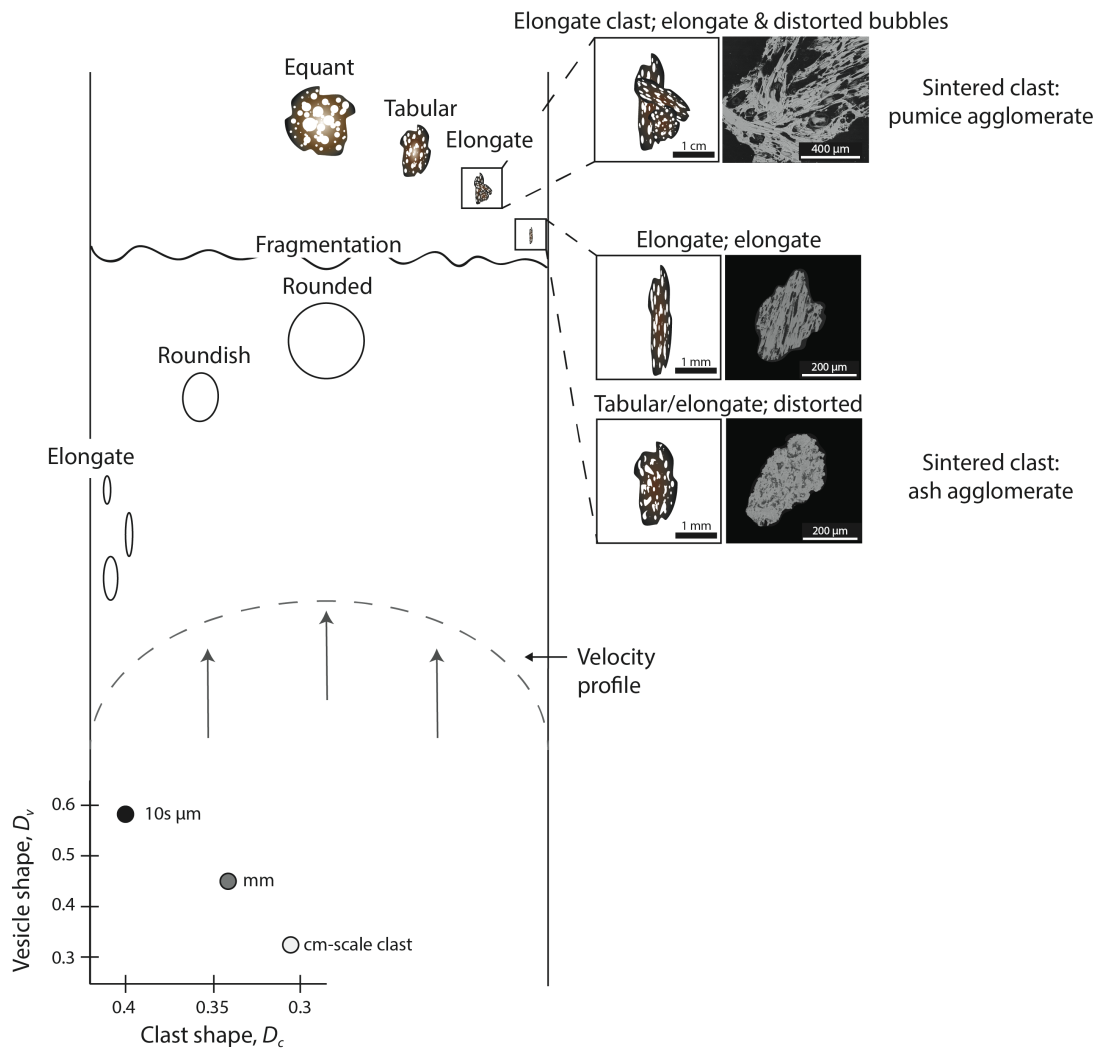 Elongate clast; elongate & distorted bubbles
Equant
Tabular
Elongate
1 cm
400 µm
Sintered clast:
pumice agglomerate
Fragmentation
Elongate; elongate
1 mm
200 µm
Rounded
Roundish
Tabular/elongate; distorted
1 mm
200 µm
Sintered clast:
ash agglomerate
Elongate
Velocity
profile
Vesicle shape, Dv
0.6
0.5
0.4
0.3
10s µm
mm
cm-scale clast
0.4
0.35
0.3
Clast shape, Dc